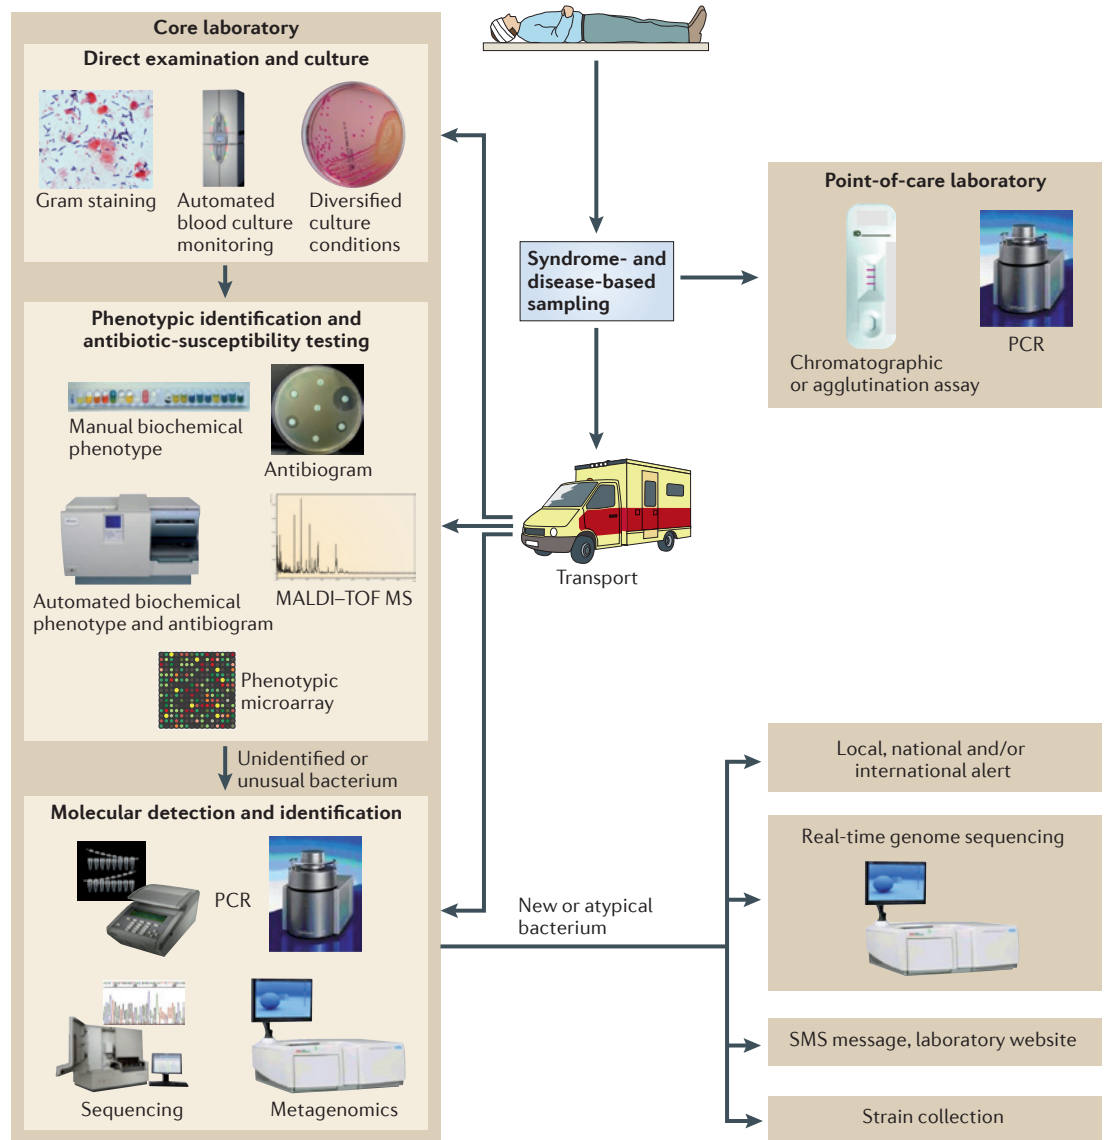 Core laboratory
Direct examination and culture
Gram staining
Automated
blood culture
monitoring
Diversified
culture
conditions
Phenotypic identification and
antibiotic-susceptibility testing
Manual biochemical
phenotype
Antibiogram
Automated biochemical
phenotype and antibiogram
MALDI–TOF MS
Phenotypic
microarray
Unidentified or
unusual bacterium
Molecular detection and identification
PCR
Sequencing
Metagenomics
Syndrome- and
disease-based
sampling
Transport
Point-of-care laboratory
Chromatographic
or agglutination assay
PCR
New or atypical
bacterium
Local, national and/or
international alert
Real-time genome sequencing
SMS message, laboratory website
Strain collection